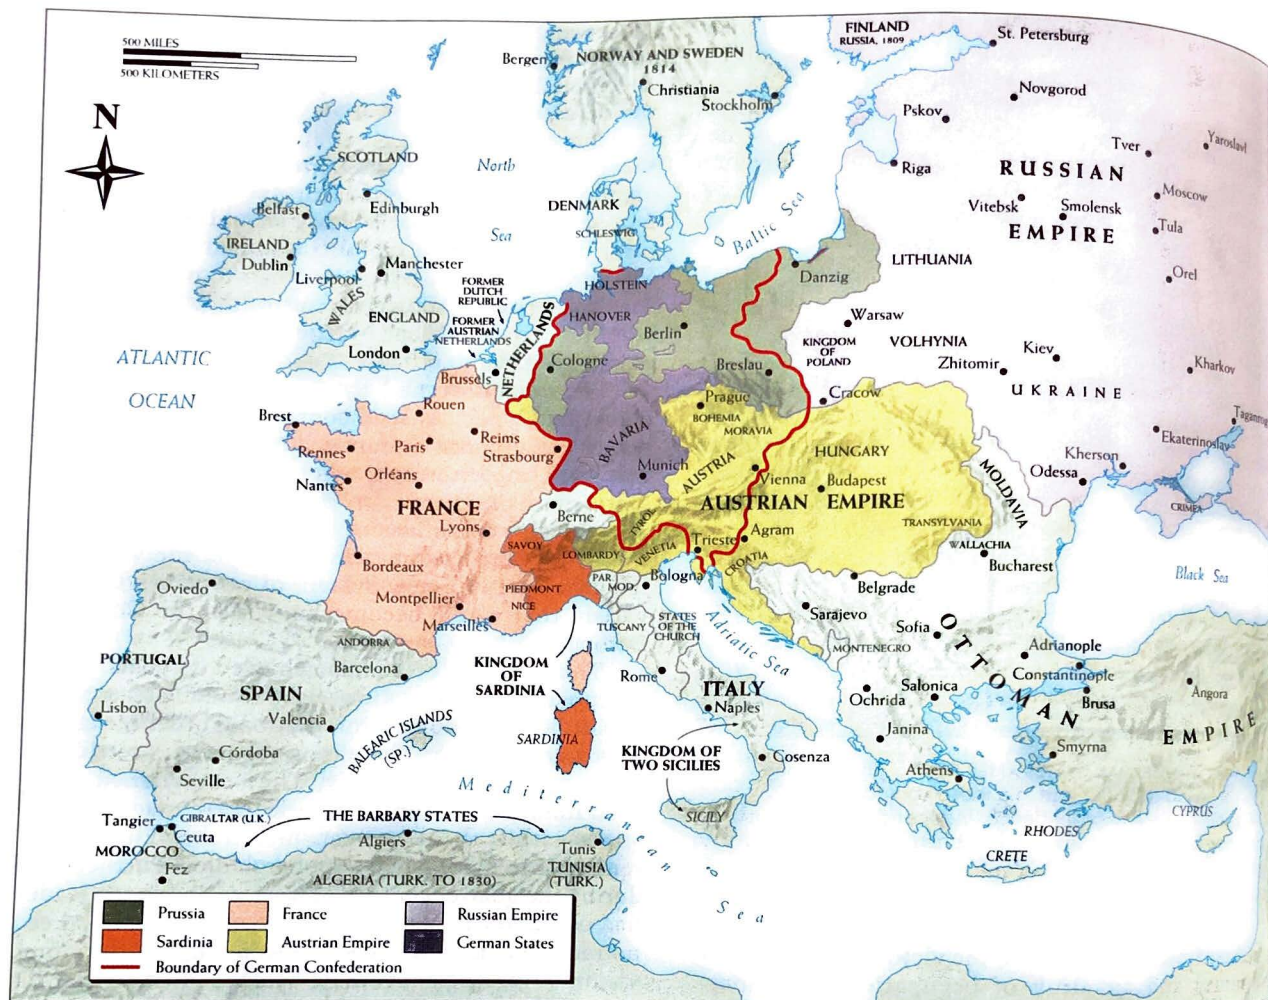 500 MILES
500 KILOMETERS
N
FINLAND
RUSSIA, 1809
St. Petersburg
Bergen
NORWAY AND SWEDEN
1814
Christiania
Stockholm
Novgorod
Pskov
Tver
Yaroslavl
Riga
RUSSIAN
EMPIRE
Moscow
Vitebsk
Smolensk
Tula
Orel
SCOTLAND
Edinburgh
North
Sea
DENMARK
SCHLESWIG
Baltic Sea
Belfast
IRELAND
Dublin
Liverpool
Manchester
WALES
ENGLAND
London
FORMER
DUTCH
REPUBLIC
FORMER
AUSTRIAN
NETHERLANDS
NETHERLANDS
HOLSTEIN
HANOVER
Berlin
Danzig
LITHUANIA
Warsaw
KINGDOM
OF
POLAND
VOLHYNIA
Zhitomir
Kiev
Kharkov
UKRAINE
ATLANTIC
OCEAN
Brussels
Cologne
Breslau
Cracow
Prague
BOHEMIA
MORAVIA
Brest
Rouen
Rennes
Paris
Reims
Strasbourg
Nantes
Orléans
FRANCE
Lyons
BAVARIA
Munich
AUSTRIA
Vienna
HUNGARY
Budapest
AUSTRIAN EMPIRE
TRANSYLVANIA
MOLDAVIA
Odessa
Kherson
Ekaterinoslav
Taganrog
CRIMEA
Berne
TYROL
SAVOY
LOMBARDY
VENETIA
Trieste
Agram
CROATIA
WALLACHIA
Bucharest
Black Sea
Bordeaux
PIEDMONT
NICE
PAR.
MOD.
Bologna
Belgrade
Sarajevo
Oviedo
Montpellier
Marseilles
TUSCANY
STATES
OF THE
CHURCH
Adriatic Sea
MONTENEGRO
Sofia
OTTOMAN
EMPIRE
Adrianople
Constantinople
ANDORRA
Barcelona
PORTUGAL
SPAIN
Lisbon
Valencia
KINGDOM
OF
SARDINIA
Rome
ITALY
Naples
Ochrida
Salonica
Brusa
Angora
BALEARIC ISLANDS
(SP.)
SARDINIA
KINGDOM OF
TWO SICILIES
Cosenza
Janina
Smyrna
Córdoba
Seville
Athens
Mediterranean
Sea
SICILY
Tangier
GIBRALTAR (U.K.)
Ceuta
THE BARBARY STATES
MOROCCO
Fez
Algiers
Tunis
TUNISIA
(TURK.)
ALGERIA (TURK. TO 1830)
RHODES
CRETE
CYPRUS
Prussia
France
Russian Empire
Sardinia
Austrian Empire
German States
Boundary of German Confederation